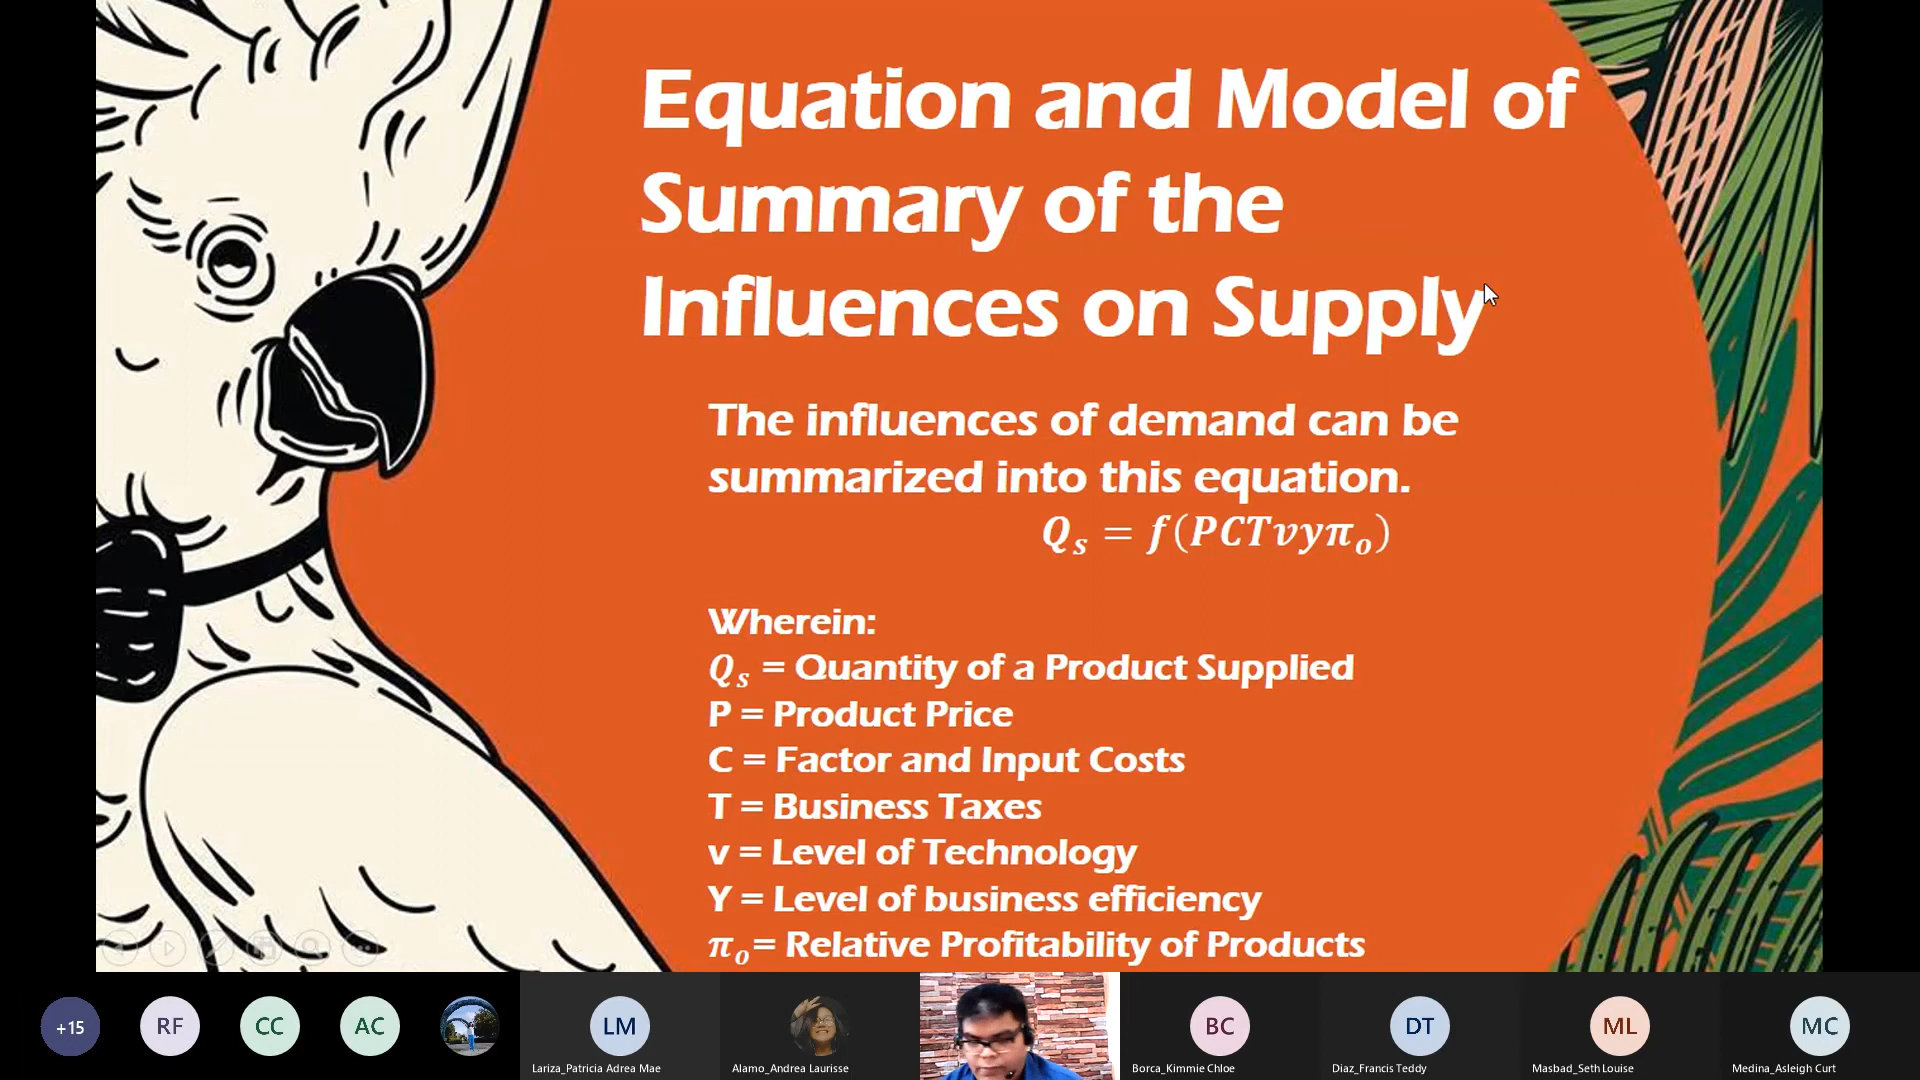 Equation and Model of
Summary of the
Influences on Supply
The influences of demand can be
summarized into this equation.
Qₛ = f(PCTvyπₒ)
Wherein:
Qₛ = Quantity of a Product Supplied
P = Product Price
C = Factor and Input Costs
T = Business Taxes
v = Level of Technology
Y = Level of business efficiency
πₒ= Relative Profitability of Products
+15
RF
CC
AC
LM
Lariza_Patricia Adrea Mae
Alamo_Andrea Laurisse
BC
Borca_Kimmie Chloe
DT
Diaz_Francis Teddy
ML
Masbad_Seth Louise
MC
Medina_Asleigh Curt